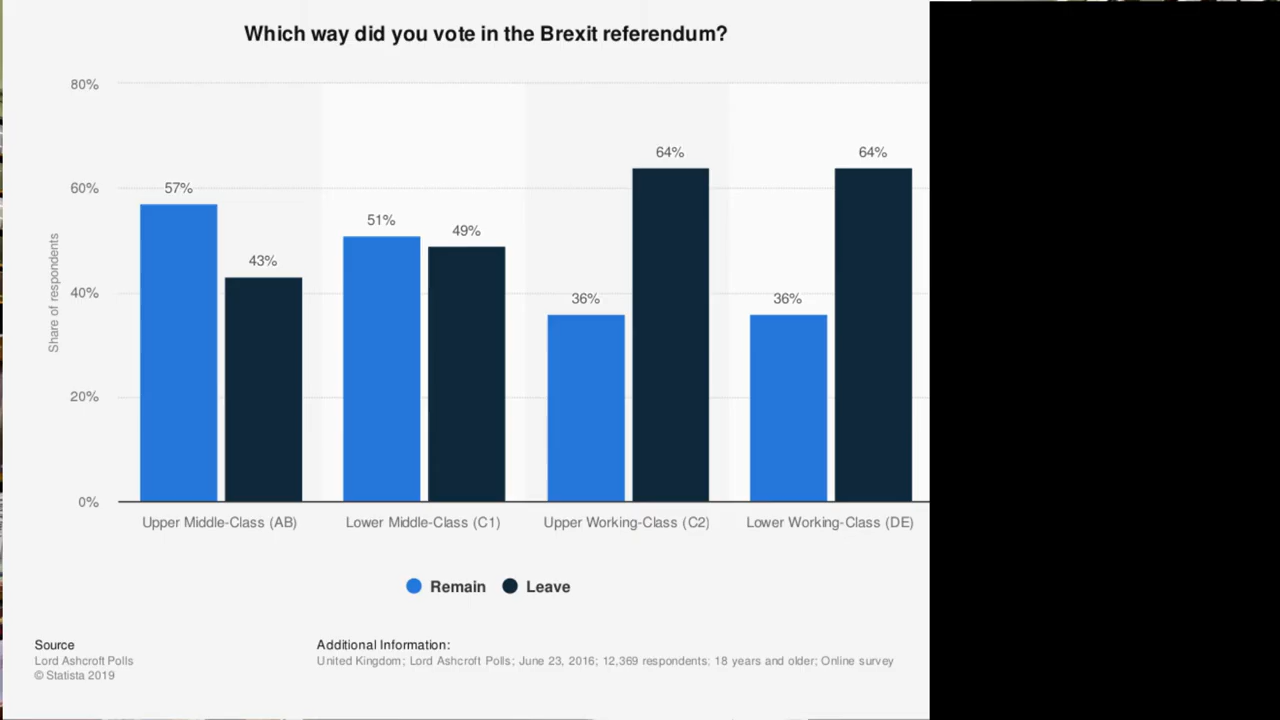 Which way did you vote in the Brexit referendum?
80%
60%
40%
20%
0%
Share of respondents
57%
43%
51%
49%
36%
64%
36%
64%
Upper Middle-Class (AB)
Lower Middle-Class (C1)
Upper Working-Class (C2)
Lower Working-Class (DE)
Remain Leave
Source
Lord Ashcroft Polls
© Statista 2019
Additional Information:
United Kingdom; Lord Ashcroft Polls; June 23, 2016; 12,369 respondents; 18 years and older; Online survey